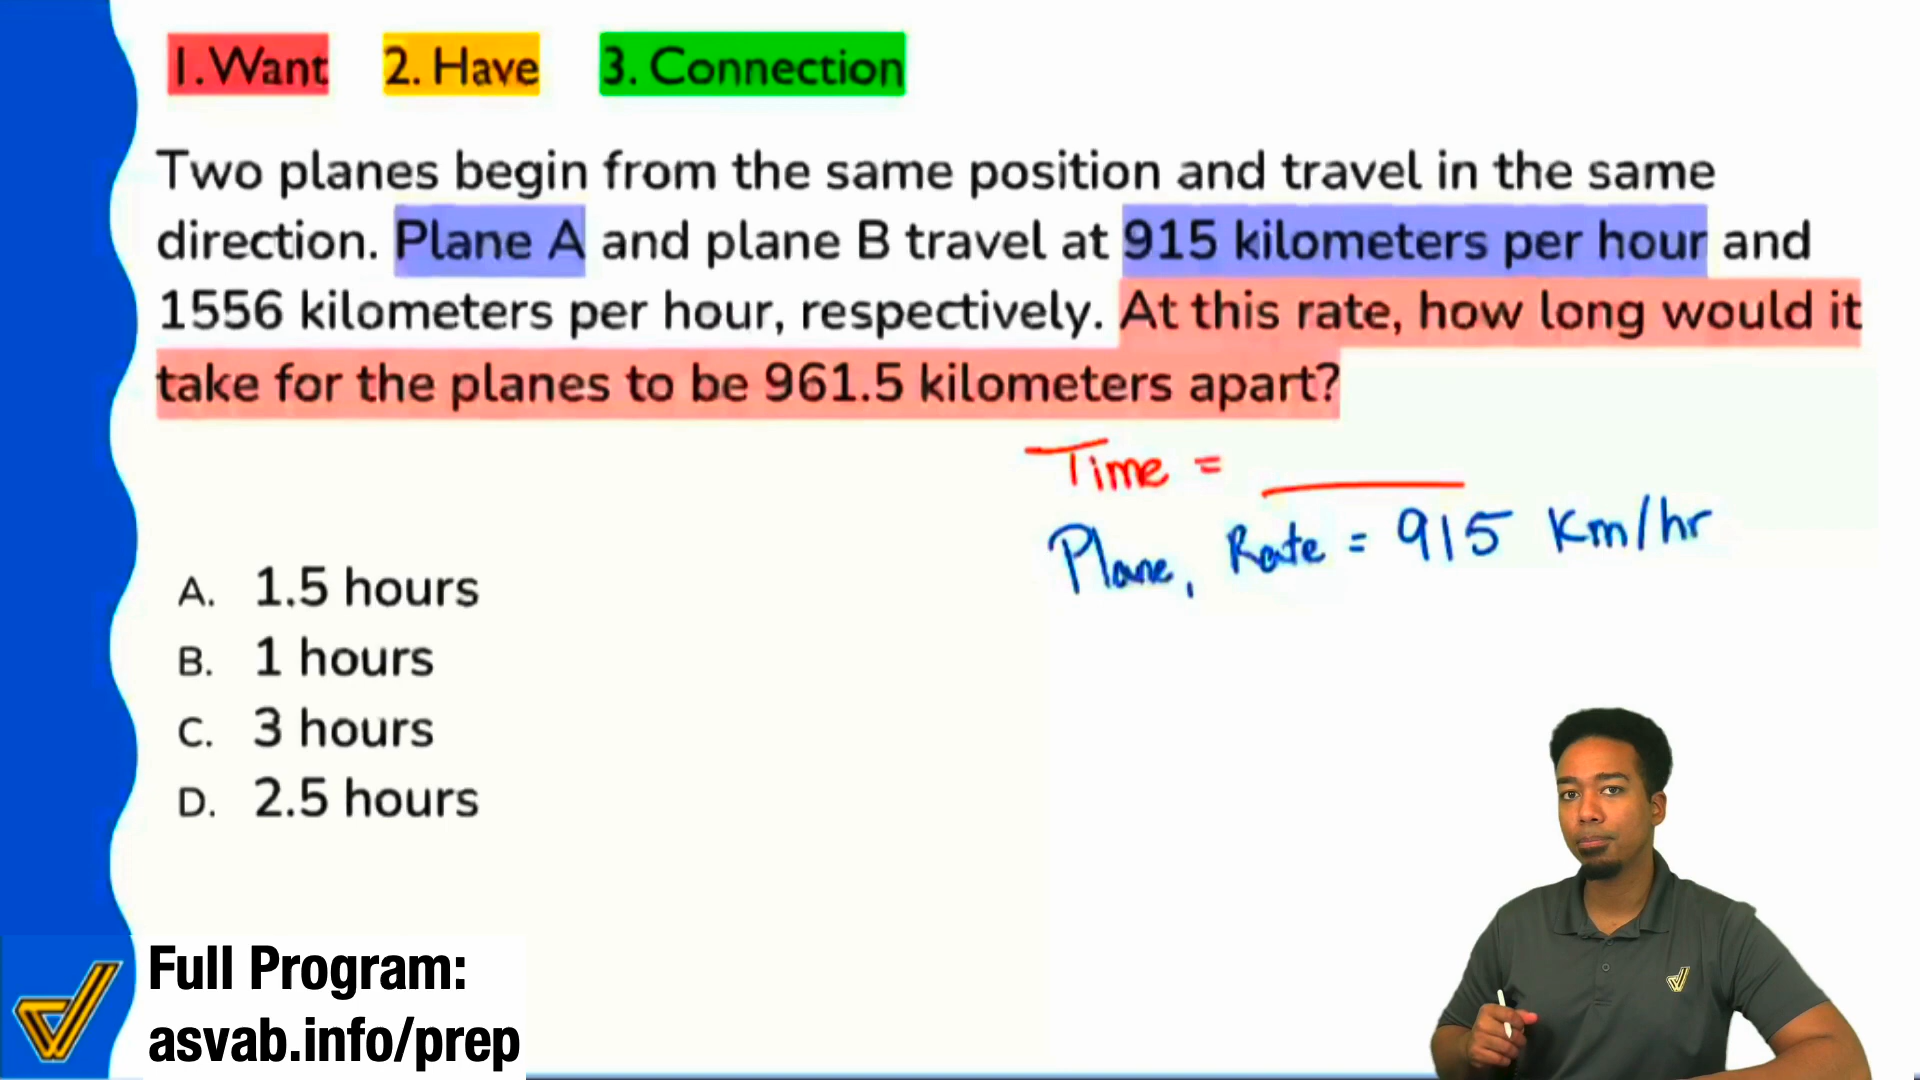 1. Want 2. Have 3. Connection
Two planes begin from the same position and travel in the same
direction. Plane A and plane B travel at 915 kilometers per hour and
1556 kilometers per hour, respectively. At this rate, how long would it
take for the planes to be 961.5 kilometers apart?
Time =
Plane, Rate = 915 Km/hr
A. 1.5 hours
B. 1 hours
C. 3 hours
D. 2.5 hours
Full Program:
asvab.info/prep